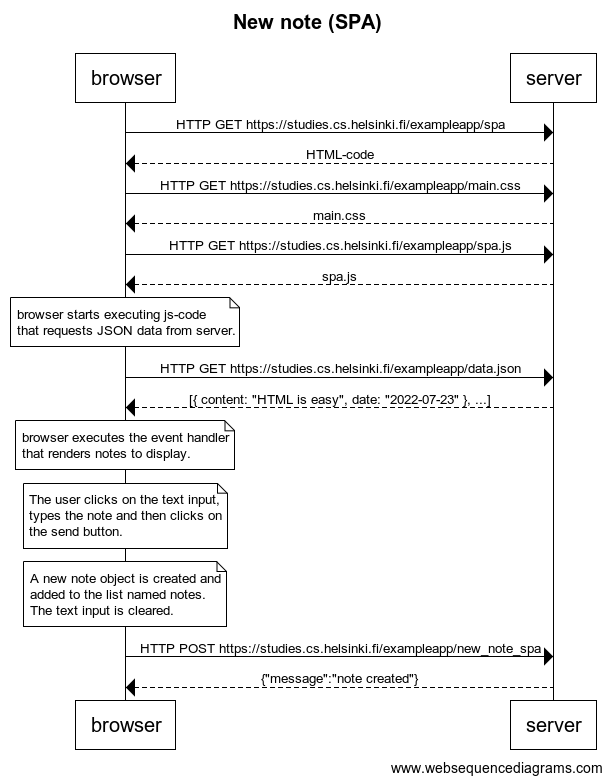 New note (SPA)
browser
server
HTTP GET https://studies.cs.helsinki.fi/exampleapp/spa
HTML-code
HTTP GET https://studies.cs.helsinki.fi/exampleapp/main.css
main.css
HTTP GET https://studies.cs.helsinki.fi/exampleapp/spa.js
spa.js
browser starts executing js-code
that requests JSON data from server.
HTTP GET https://studies.cs.helsinki.fi/exampleapp/data.json
[{ content: "HTML is easy", date: "2022-07-23" }, ...]
browser executes the event handler
that renders notes to display.
The user clicks on the text input,
types the note and then clicks on
the send button.
A new note object is created and
added to the list named notes.
The text input is cleared.
HTTP POST https://studies.cs.helsinki.fi/exampleapp/new_note_spa
{"message":"note created"}
browser
server
www.websequencediagrams.com